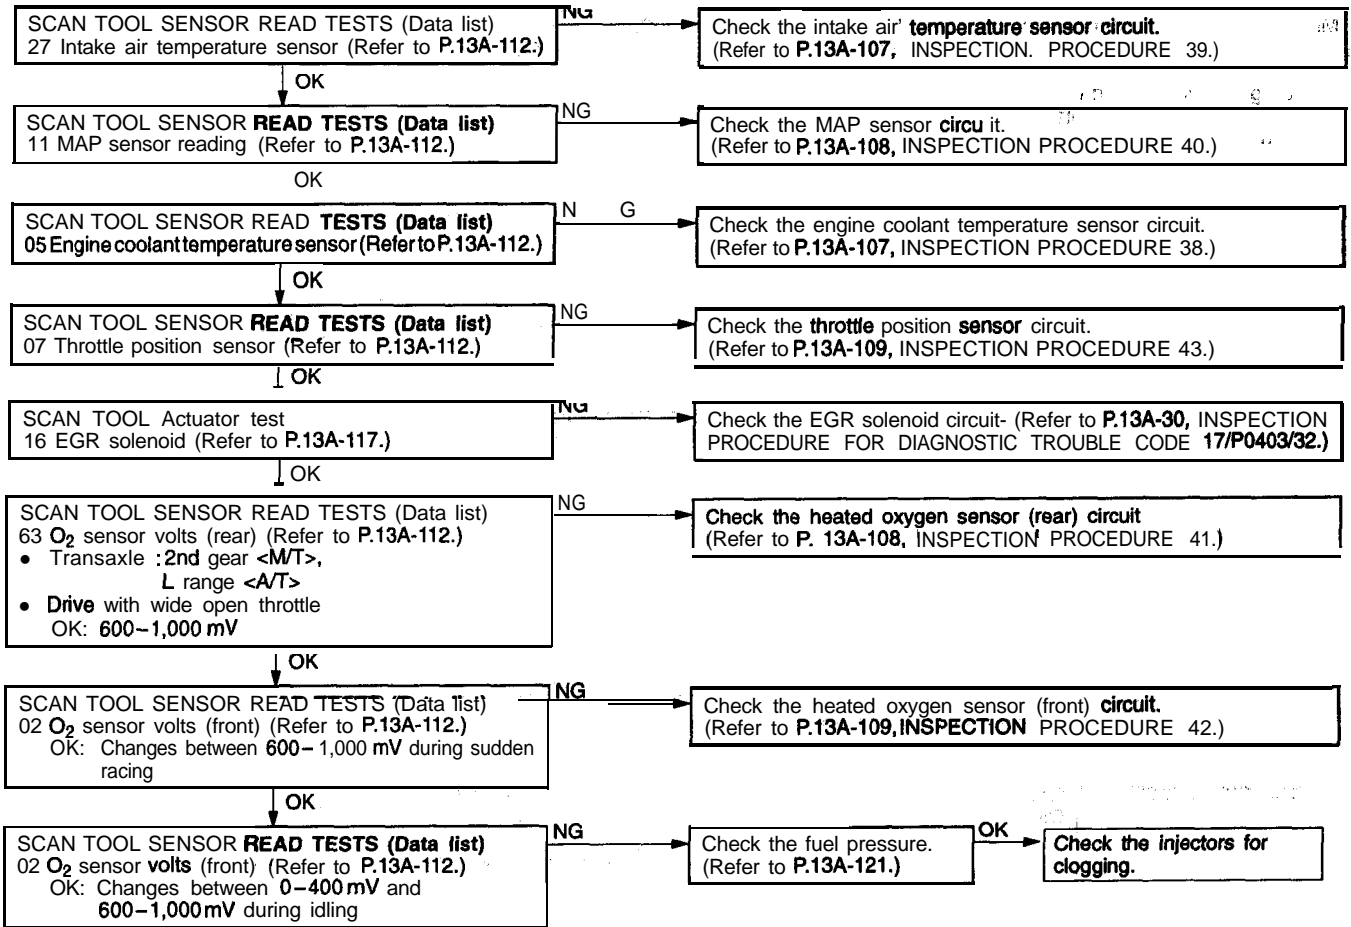 SCAN TOOL SENSOR READ TESTS (Data list)
27 Intake air temperature sensor (Refer to P.13A-112.)
NG
Check the intake air' temperature sensor circuit.
(Refer to P.13A-107, INSPECTION. PROCEDURE 39.)
OK
SCAN TOOL SENSOR READ TESTS (Data list)
11 MAP sensor reading (Refer to P.13A-112.)
NG
Check the MAP sensor circu it.
(Refer to P.13A-108, INSPECTION PROCEDURE 40.)
OK
SCAN TOOL SENSOR READ TESTS (Data list)
05 Engine coolant temperature sensor (Refer to P.13A-112.)
N G
Check the engine coolant temperature sensor circuit.
(Refer to P.13A-107, INSPECTION PROCEDURE 38.)
OK
SCAN TOOL SENSOR READ TESTS (Data list)
07 Throttle position sensor (Refer to P.13A-112.)
NG
Check the throttle position sensor circuit.
(Refer to P.13A-109, INSPECTION PROCEDURE 43.)
OK
SCAN TOOL Actuator test
16 EGR solenoid (Refer to P.13A-117.)
NG
Check the EGR solenoid circuit- (Refer to P.13A-30, INSPECTION
PROCEDURE FOR DIAGNOSTIC TROUBLE CODE 17/P0403/32.)
OK
SCAN TOOL SENSOR READ TESTS (Data list)
63 O2 sensor volts (rear) (Refer to P.13A-112.)
● Transaxle : 2nd gear <M/T>,
L range <A/T>
● Drive with wide open throttle
OK: 600–1,000 mV
NG
Check the heated oxygen sensor (rear) circuit
(Refer to P. 13A-108, INSPECTION PROCEDURE 41.)
OK
SCAN TOOL SENSOR READ TESTS (Data list)
02 O2 sensor volts (front) (Refer to P.13A-112.)
OK: Changes between 600–1,000 mV during sudden
racing
NG
Check the heated oxygen sensor (front) circuit.
(Refer to P.13A-109, INSPECTION PROCEDURE 42.)
OK
SCAN TOOL SENSOR READ TESTS (Data list)
02 O2 sensor volts (front) (Refer to P.13A-112.)
OK: Changes between 0–400 mV and
600–1,000 mV during idling
NG
Check the fuel pressure.
(Refer to P.13A-121.)
OK
Check the injectors for
clogging.